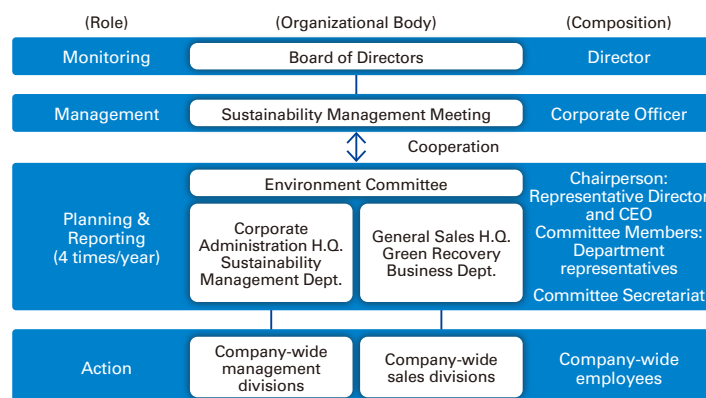 (Role) (Organizational Body) (Composition)
Monitoring Board of Directors Director
Management Sustainability Management Meeting Corporate Officer
Cooperation
Planning &
Reporting
(4 times/year)
Environment Committee
Corporate
Administration H.Q.
Sustainability
Management Dept.
General Sales H.Q.
Green Recovery
Business Dept.
Chairperson:
Representative Director
and CEO
Committee Members:
Department
representatives
Committee Secretariat
Action
Company-wide
management
divisions
Company-wide
sales divisions
Company-wide
employees